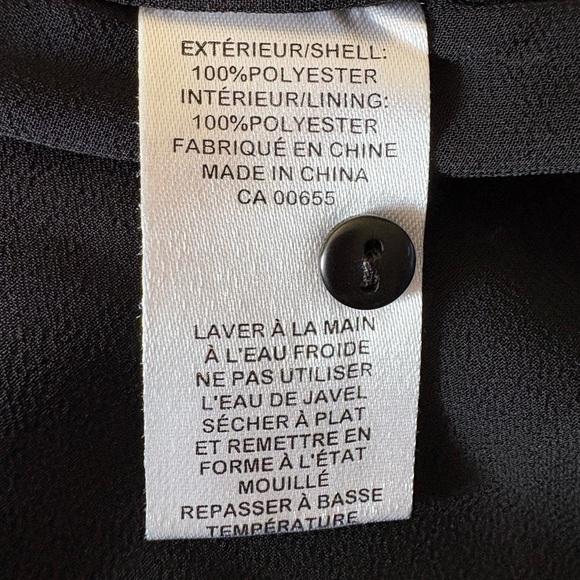 EXTÉRIEUR/SHELL:
100%POLYESTER
INTÉRIEUR/LINING:
100%POLYESTER
FABRIQUÉ EN CHINE
MADE IN CHINA
CA 00655
LAVER À LA MAIN
À L'EAU FROIDE
NE PAS UTILISER
L'EAU DE JAVEL
SÉCHER À PLAT
ET REMETTRE EN
FORME À L'ÉTAT
MOUILLÉ
REPASSER À BASSE
TEMPÉRATURE